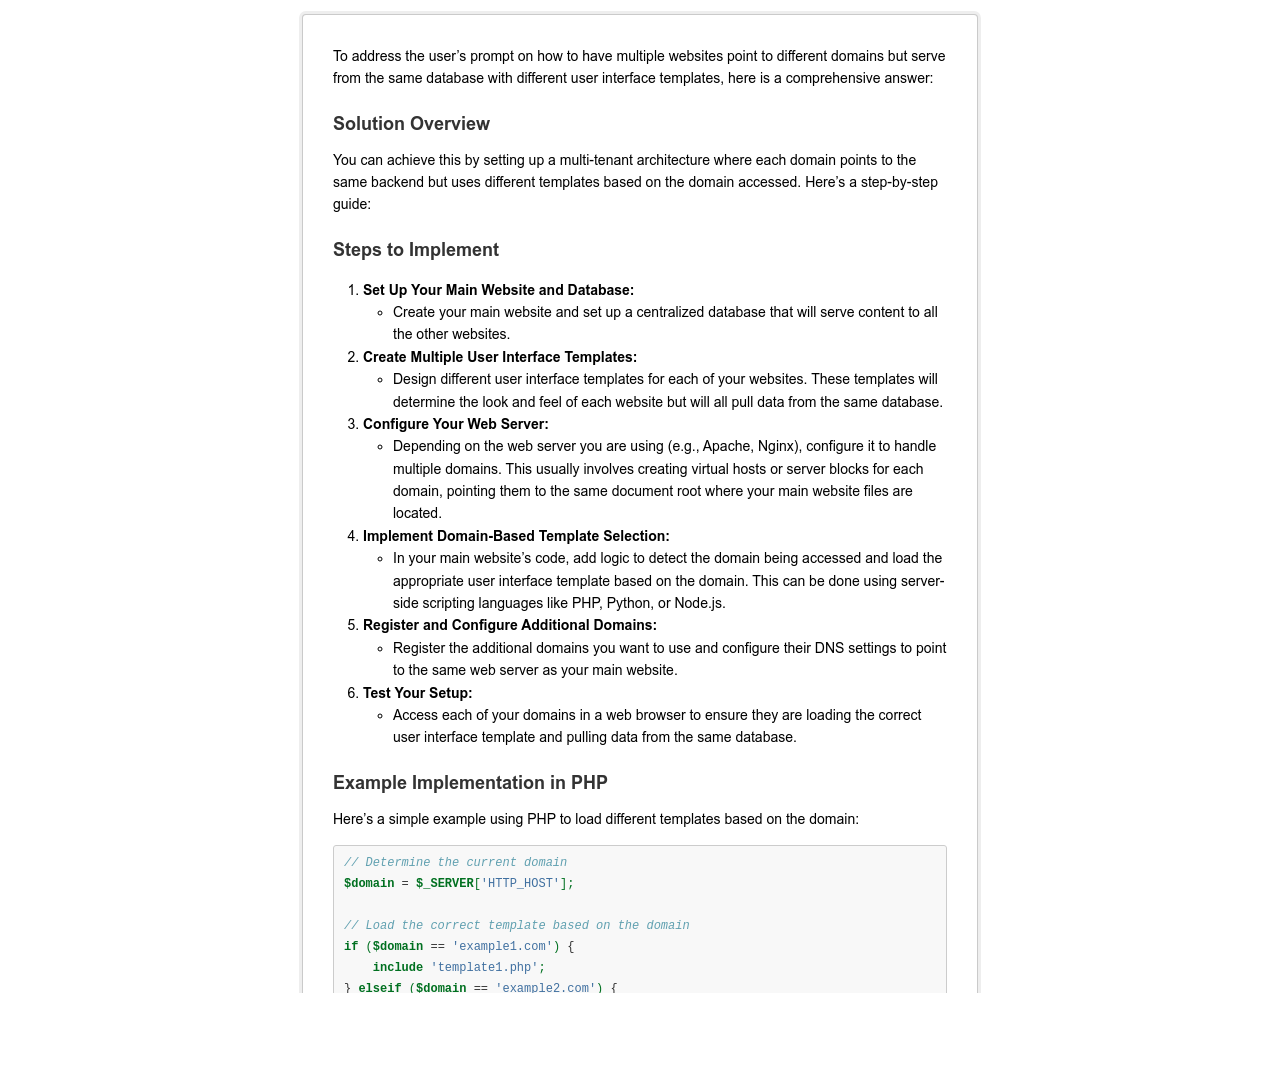 To address the user’s prompt on how to have multiple websites point to different domains but serve
from the same database with different user interface templates, here is a comprehensive answer:
Solution Overview
You can achieve this by setting up a multi-tenant architecture where each domain points to the
same backend but uses different templates based on the domain accessed. Here’s a step-by-step
guide:
Steps to Implement
1. Set Up Your Main Website and Database:
◦ Create your main website and set up a centralized database that will serve content to all
the other websites.
2. Create Multiple User Interface Templates:
◦ Design different user interface templates for each of your websites. These templates will
determine the look and feel of each website but will all pull data from the same database.
3. Configure Your Web Server:
◦ Depending on the web server you are using (e.g., Apache, Nginx), configure it to handle
multiple domains. This usually involves creating virtual hosts or server blocks for each
domain, pointing them to the same document root where your main website files are
located.
4. Implement Domain-Based Template Selection:
◦ In your main website’s code, add logic to detect the domain being accessed and load the
appropriate user interface template based on the domain. This can be done using server-
side scripting languages like PHP, Python, or Node.js.
5. Register and Configure Additional Domains:
◦ Register the additional domains you want to use and configure their DNS settings to point
to the same web server as your main website.
6. Test Your Setup:
◦ Access each of your domains in a web browser to ensure they are loading the correct
user interface template and pulling data from the same database.
Example Implementation in PHP
Here’s a simple example using PHP to load different templates based on the domain:
// Determine the current domain
$domain = $_SERVER['HTTP_HOST'];
// Load the correct template based on the domain
if ($domain == 'example1.com') {
    include 'template1.php';
} elseif ($domain == 'example2.com') {